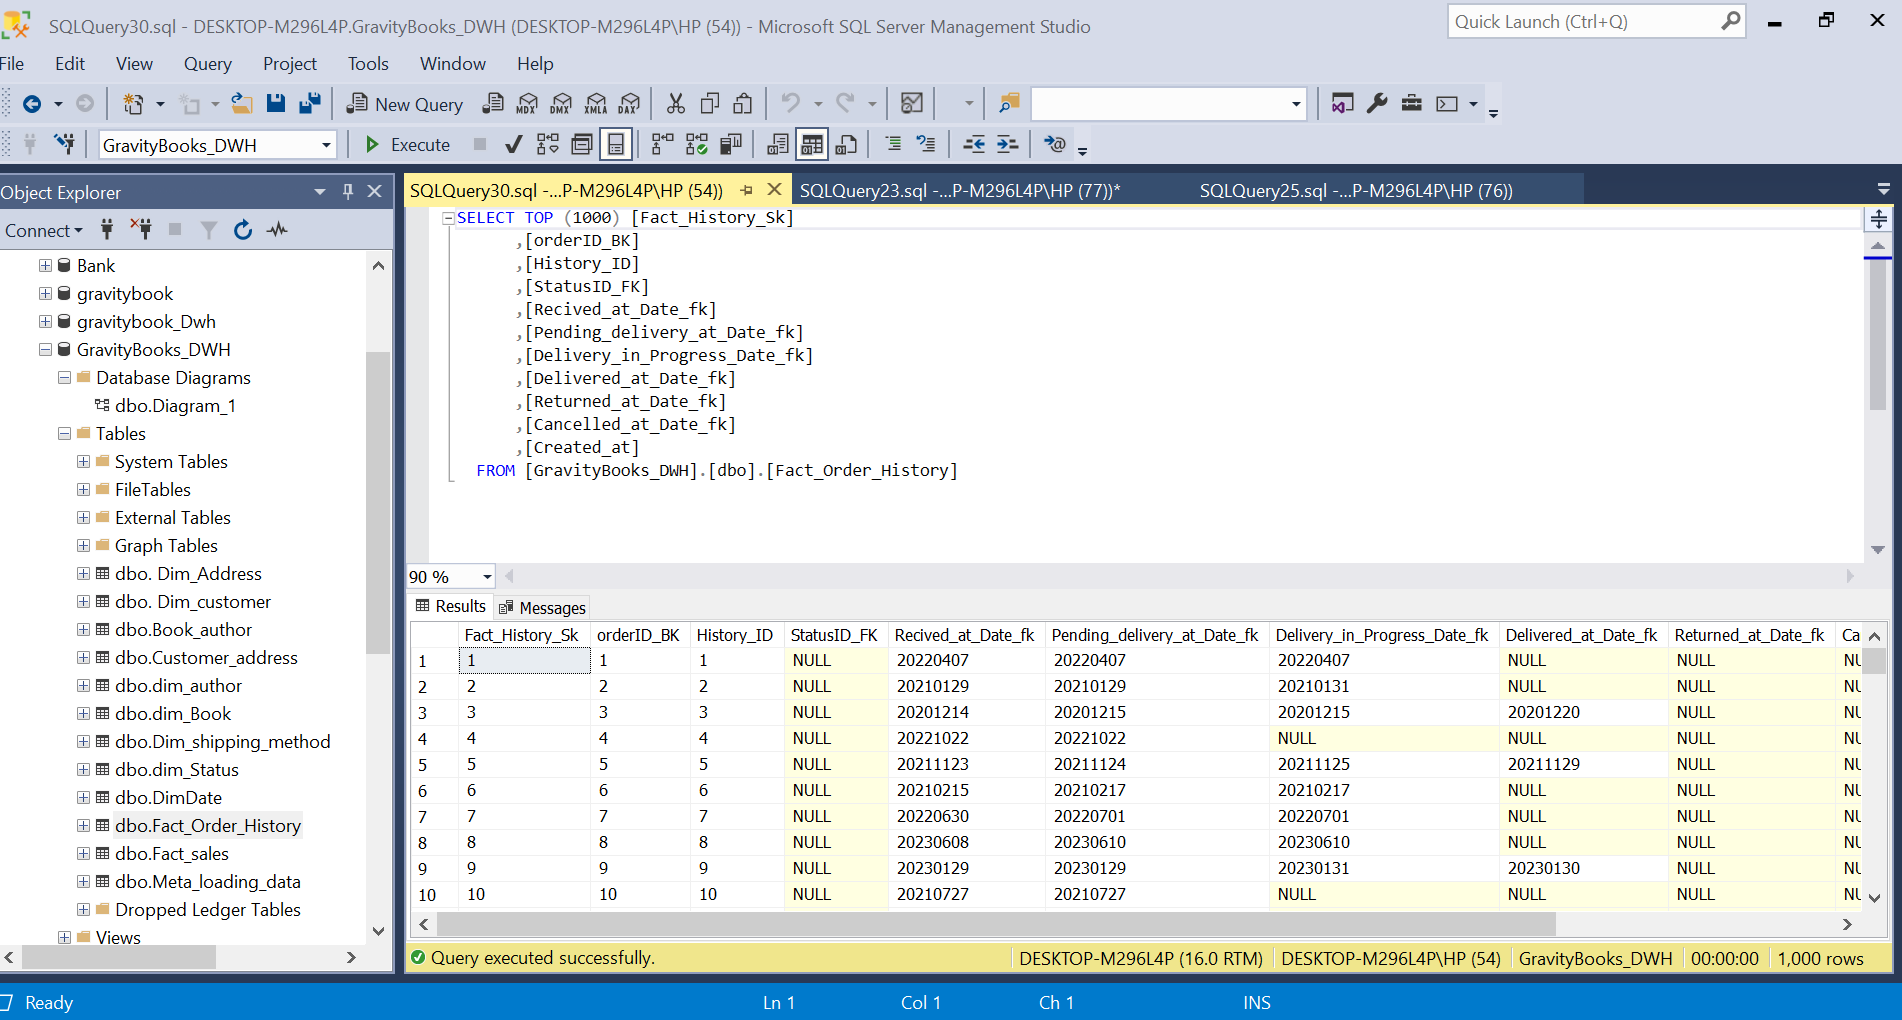 SQLQuery30.sql - DESKTOP-M296L4P.GravityBooks_DWH (DESKTOP-M296L4P\HP (54)) - Microsoft SQL Server Management Studio
Quick Launch (Ctrl+Q)
File Edit View Query Project Tools Window Help
New Query MDX DMX XMLA DAX
GravityBooks_DWH Execute
Object Explorer
Connect
Bank
gravitybook
gravitybook_Dwh
GravityBooks_DWH
Database Diagrams
dbo.Diagram_1
Tables
System Tables
FileTables
External Tables
Graph Tables
dbo. Dim_Address
dbo. Dim_customer
dbo.Book_author
dbo.Customer_address
dbo.dim_author
dbo.dim_Book
dbo.Dim_shipping_method
dbo.dim_Status
dbo.DimDate
dbo.Fact_Order_History
dbo.Fact_sales
dbo.Meta_loading_data
Dropped Ledger Tables
Views
SQLQuery30.sql -...P-M296L4P\HP (54)) SQLQuery23.sql -...P-M296L4P\HP (77))* SQLQuery25.sql -...P-M296L4P\HP (76))
SELECT TOP (1000) [Fact_History_Sk]
,[orderID_BK]
,[History_ID]
,[StatusID_FK]
,[Recived_at_Date_fk]
,[Pending_delivery_at_Date_fk]
,[Delivery_in_Progress_Date_fk]
,[Delivered_at_Date_fk]
,[Returned_at_Date_fk]
,[Cancelled_at_Date_fk]
,[Created_at]
FROM [GravityBooks_DWH].[dbo].[Fact_Order_History]
90 %
Results Messages
Fact_History_Sk orderID_BK History_ID StatusID_FK Recived_at_Date_fk Pending_delivery_at_Date_fk Delivery_in_Progress_Date_fk Delivered_at_Date_fk Returned_at_Date_fk Ca
1 1 1 1 NULL 20220407 20220407 20220407 NULL NULL NU
2 2 2 2 NULL 20210129 20210129 20210131 NULL NULL NU
3 3 3 3 NULL 20201214 20201215 20201215 20201220 NULL NU
4 4 4 4 NULL 20221022 20221022 NULL NULL NULL NU
5 5 5 5 NULL 20211123 20211124 20211125 20211129 NULL NU
6 6 6 6 NULL 20210215 20210217 20210217 NULL NULL NU
7 7 7 7 NULL 20220630 20220701 20220701 NULL NULL NU
8 8 8 8 NULL 20230608 20230610 20230610 NULL NULL NU
9 9 9 9 NULL 20230129 20230129 20230131 20230130 NULL NU
10 10 10 10 NULL 20210727 20210727 NULL NULL NULL NU
Query executed successfully. DESKTOP-M296L4P (16.0 RTM) DESKTOP-M296L4P\HP (54) GravityBooks_DWH 00:00:00 1,000 rows
Ready Ln 1 Col 1 Ch 1 INS